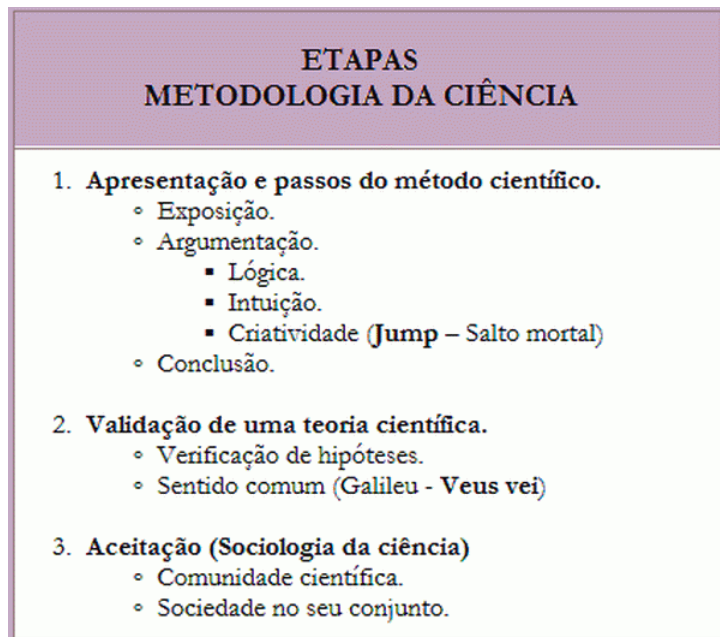 ETAPAS
METODOLOGIA DA CIÊNCIA
1. Apresentação e passos do método científico.
∘ Exposição.
∘ Argumentação.
▪ Lógica.
▪ Intuição.
▪ Criatividade (Jump – Salto mortal)
∘ Conclusão.
2. Validação de uma teoria científica.
∘ Verificação de hipóteses.
∘ Sentido comum (Galileu - Veus vei)
3. Aceitação (Sociologia da ciência)
∘ Comunidade científica.
∘ Sociedade no seu conjunto.